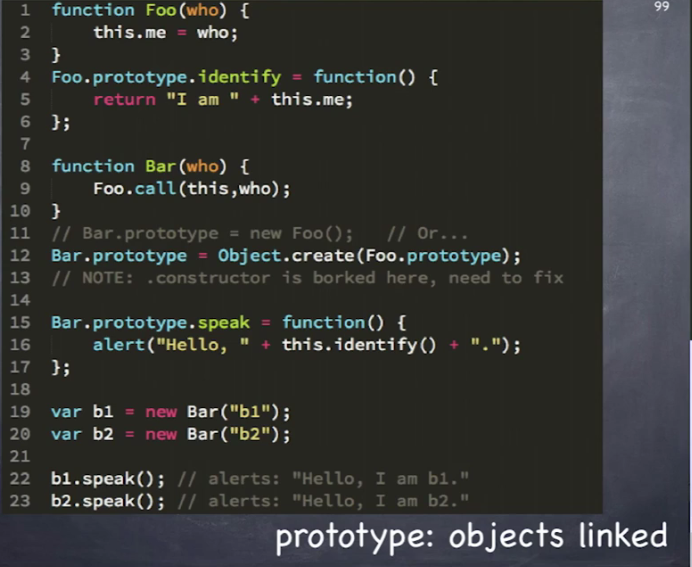 99
1 function Foo(who) {
2     this.me = who;
3 }
4 Foo.prototype.identify = function() {
5     return "I am " + this.me;
6 };
7
8 function Bar(who) {
9     Foo.call(this,who);
10 }
11 // Bar.prototype = new Foo();   // Or...
12 Bar.prototype = Object.create(Foo.prototype);
13 // NOTE: .constructor is borked here, need to fix
14
15 Bar.prototype.speak = function() {
16     alert("Hello, " + this.identify() + ".");
17 };
18
19 var b1 = new Bar("b1");
20 var b2 = new Bar("b2");
21
22 b1.speak(); // alerts: "Hello, I am b1."
23 b2.speak(); // alerts: "Hello, I am b2."
prototype: objects linked